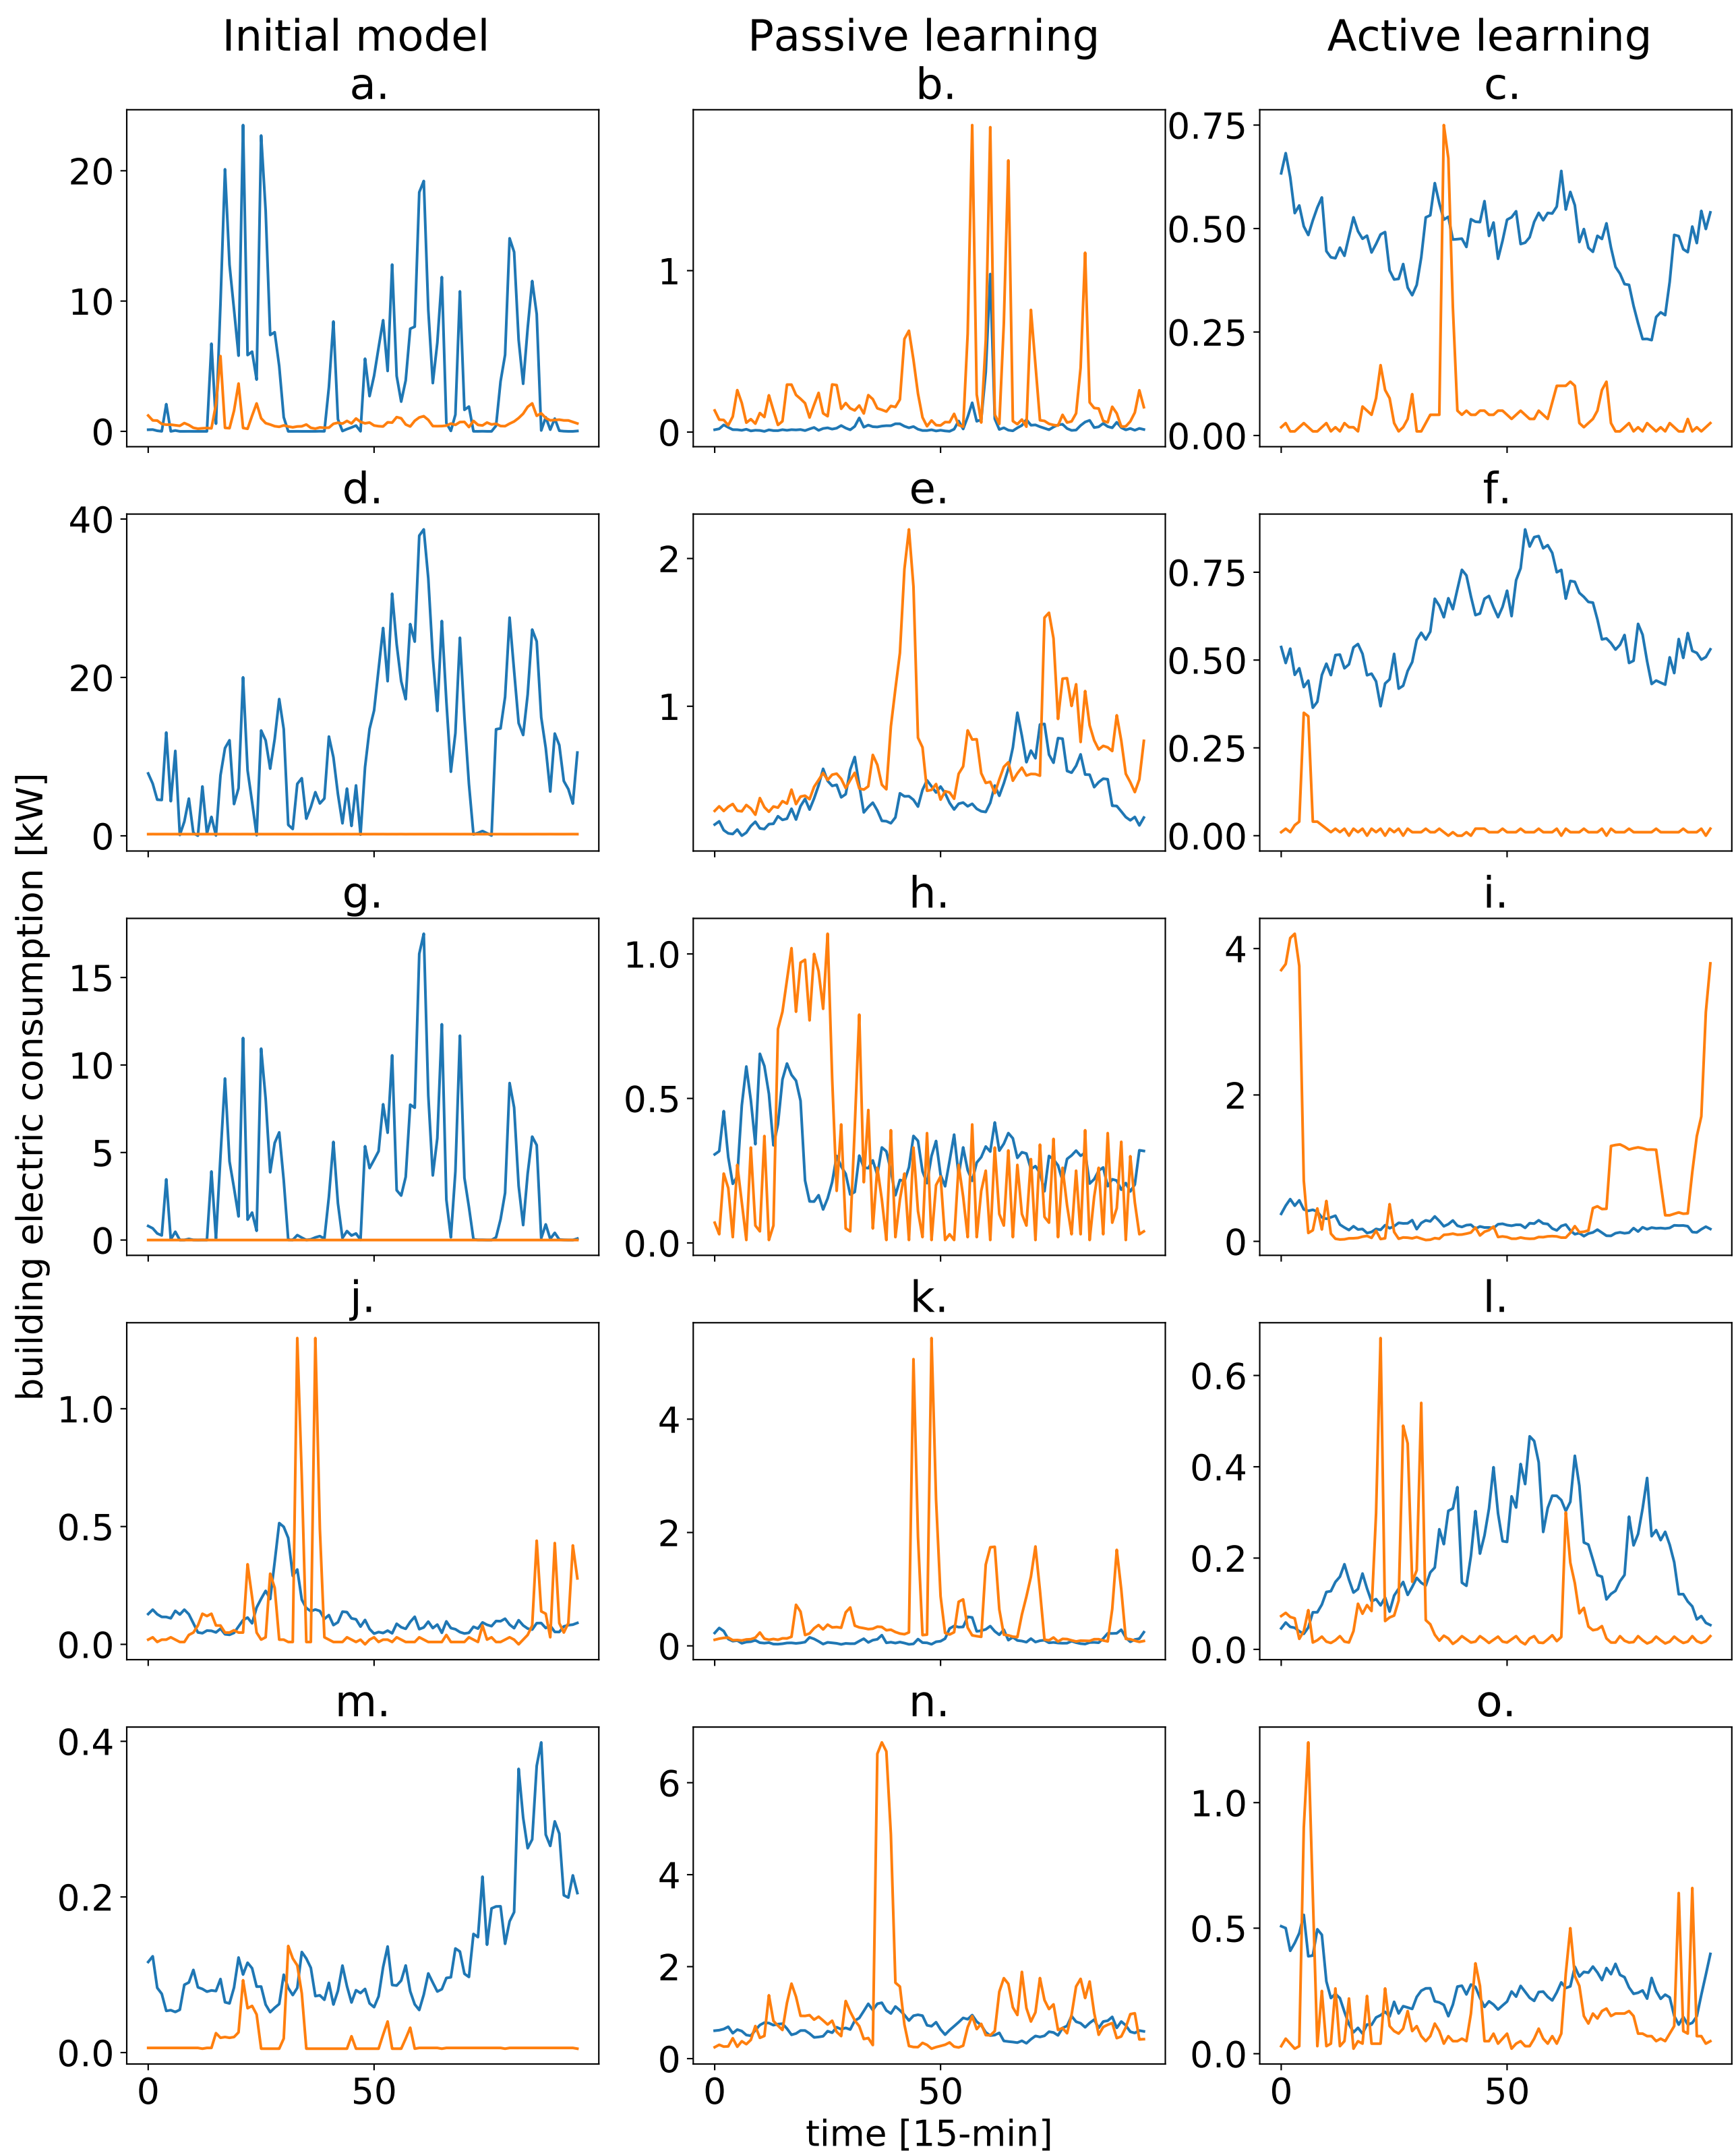 Initial model
Passive learning
Active learning
a.
b.
c.
20
10
0
1
0
0.75
0.50
0.25
0.00
d.
e.
f.
40
20
0
2
1
0.75
0.50
0.25
0.00
g.
h.
i.
15
10
5
0
1.0
0.5
0.0
4
2
0
j.
k.
l.
1.0
0.5
0.0
4
2
0
0.6
0.4
0.2
0.0
m.
n.
o.
0.4
0.2
0.0
6
4
2
0
1.0
0.5
0.0
0 50
0 50
0 50
building electric consumption [kW]
time [15-min]